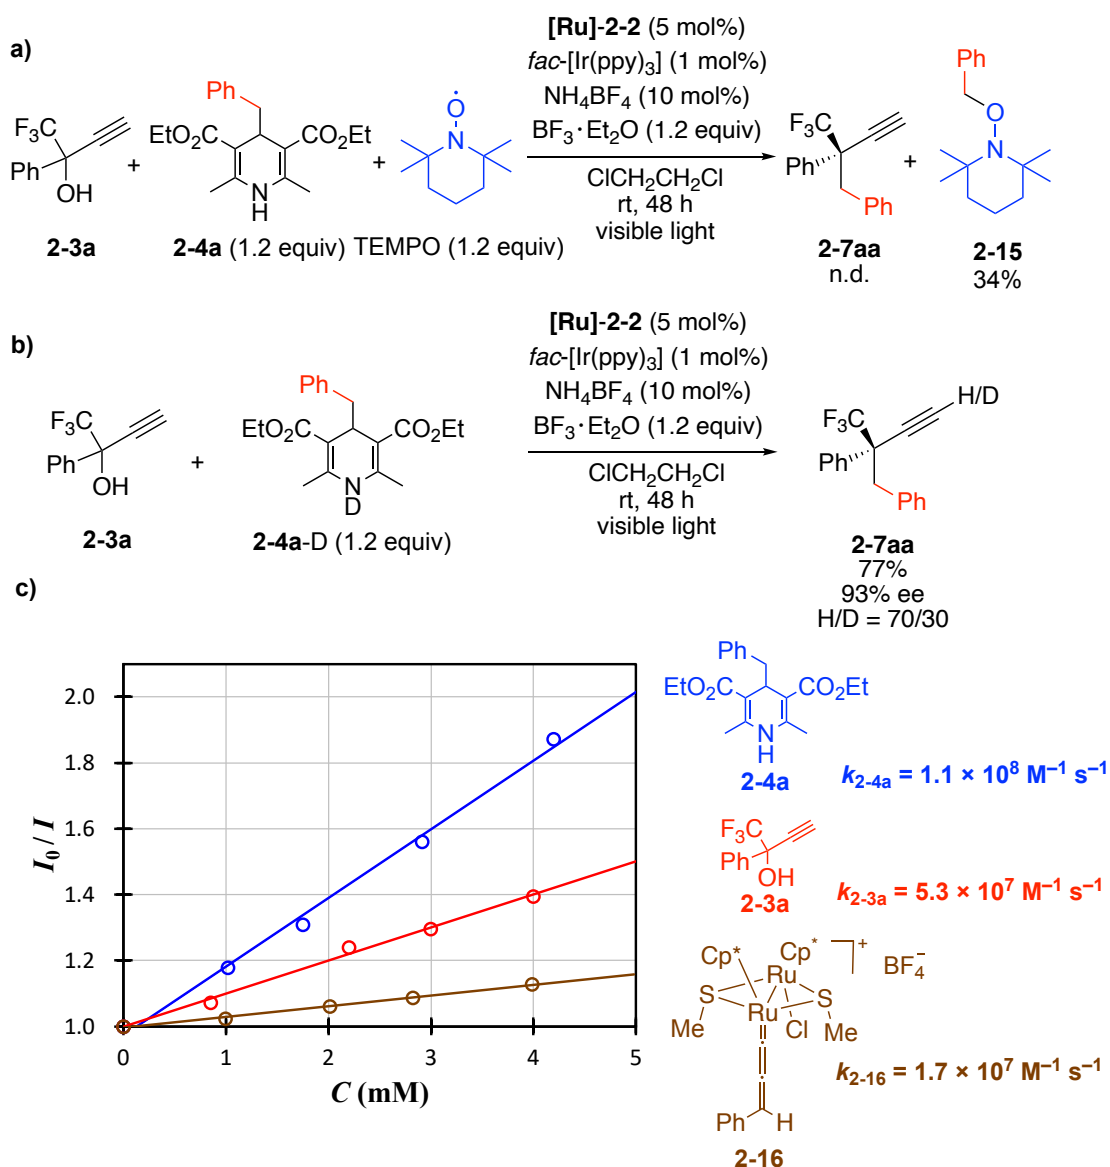 a)
[Ru]-2-2 (5 mol%)
fac-[Ir(ppy)3] (1 mol%)
NH4BF4 (10 mol%)
BF3·Et2O (1.2 equiv)
ClCH2CH2Cl
rt, 48 h
visible light
F3C
Ph
OH
2-3a
+
Ph
EtO2C
CO2Et
N
H
2-4a (1.2 equiv)
+
O
N
TEMPO (1.2 equiv)
F3C
Ph
Ph
2-7aa
n.d.
+
Ph
O
N
2-15
34%
b)
[Ru]-2-2 (5 mol%)
fac-[Ir(ppy)3] (1 mol%)
NH4BF4 (10 mol%)
BF3·Et2O (1.2 equiv)
ClCH2CH2Cl
rt, 48 h
visible light
F3C
Ph
OH
2-3a
+
Ph
EtO2C
CO2Et
N
D
2-4a-D (1.2 equiv)
H/D
F3C
Ph
Ph
2-7aa
77%
93% ee
H/D = 70/30
c)
I0 / I
2.0
1.8
1.6
1.4
1.2
1.0
0
1
2
3
4
5
C (mM)
Ph
EtO2C
CO2Et
N
H
2-4a
k2-4a = 1.1 × 10⁸ M⁻¹ s⁻¹
F3C
Ph
OH
2-3a
k2-3a = 5.3 × 10⁷ M⁻¹ s⁻¹
Cp*
Cp*
+
BF4⁻
Ru
S
S
Ru
Cl
Me
Me
Ph
H
2-16
k2-16 = 1.7 × 10⁷ M⁻¹ s⁻¹